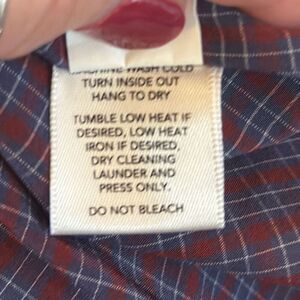 MACHINE WASH COLD
TURN INSIDE OUT
HANG TO DRY
TUMBLE LOW HEAT IF
DESIRED, LOW HEAT
IRON IF DESIRED,
DRY CLEANING
LAUNDER AND
PRESS ONLY.
DO NOT BLEACH